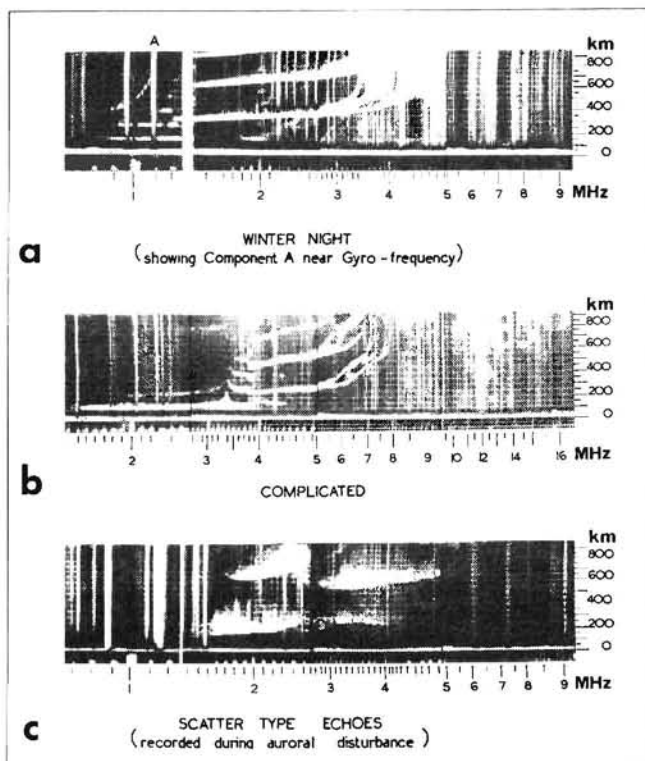 A
km
800
600
400
200
0
1 2 3 4 5 6 7 8 9 MHz
a
WINTER NIGHT
(showing Component A near Gyro-frequency)
km
800
600
400
200
0
2 3 4 5 6 7 8 9 10 12 14 16 MHz
b
COMPLICATED
km
800
600
400
200
0
1 2 3 4 5 6 7 8 9 MHz
c
SCATTER TYPE ECHOES
(recorded during auroral disturbance)